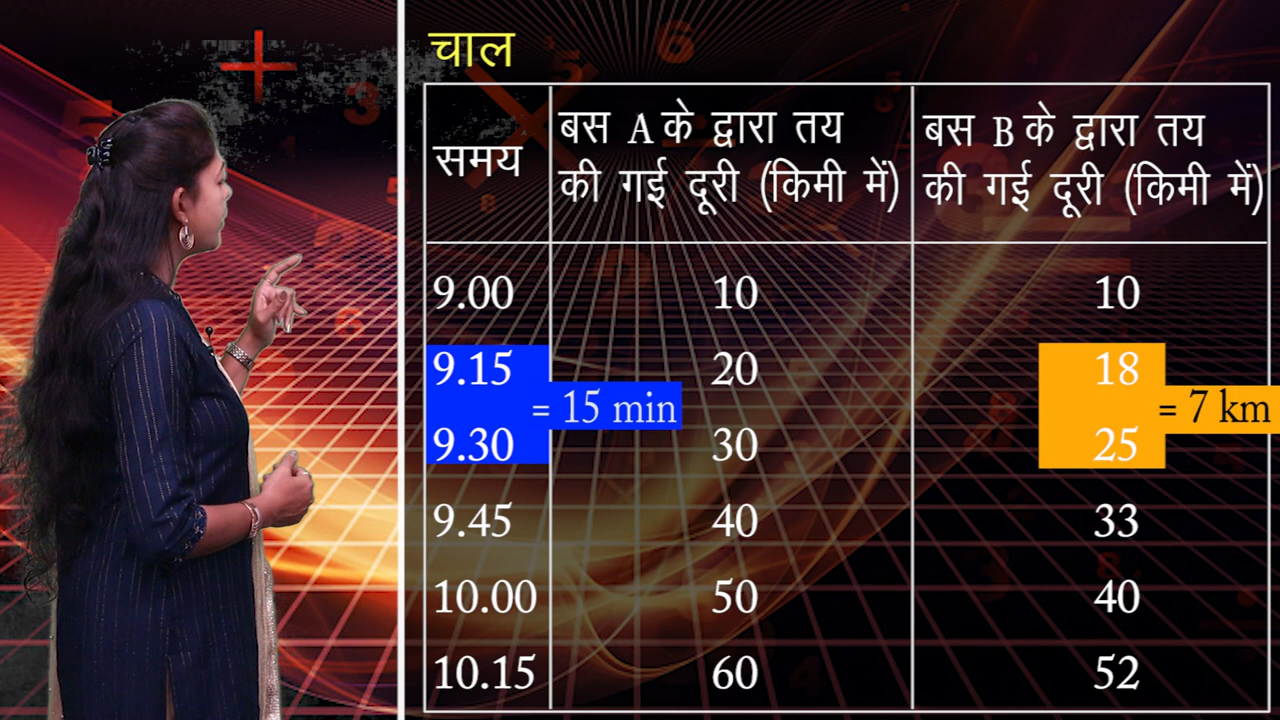 चाल
समय
बस A के द्वारा तय
की गई दूरी (किमी में)
बस B के द्वारा तय
की गई दूरी (किमी में)
9.00 10 10
9.15 20 18
= 15 min = 7 km
9.30 30 25
9.45 40 33
10.00 50 40
10.15 60 52